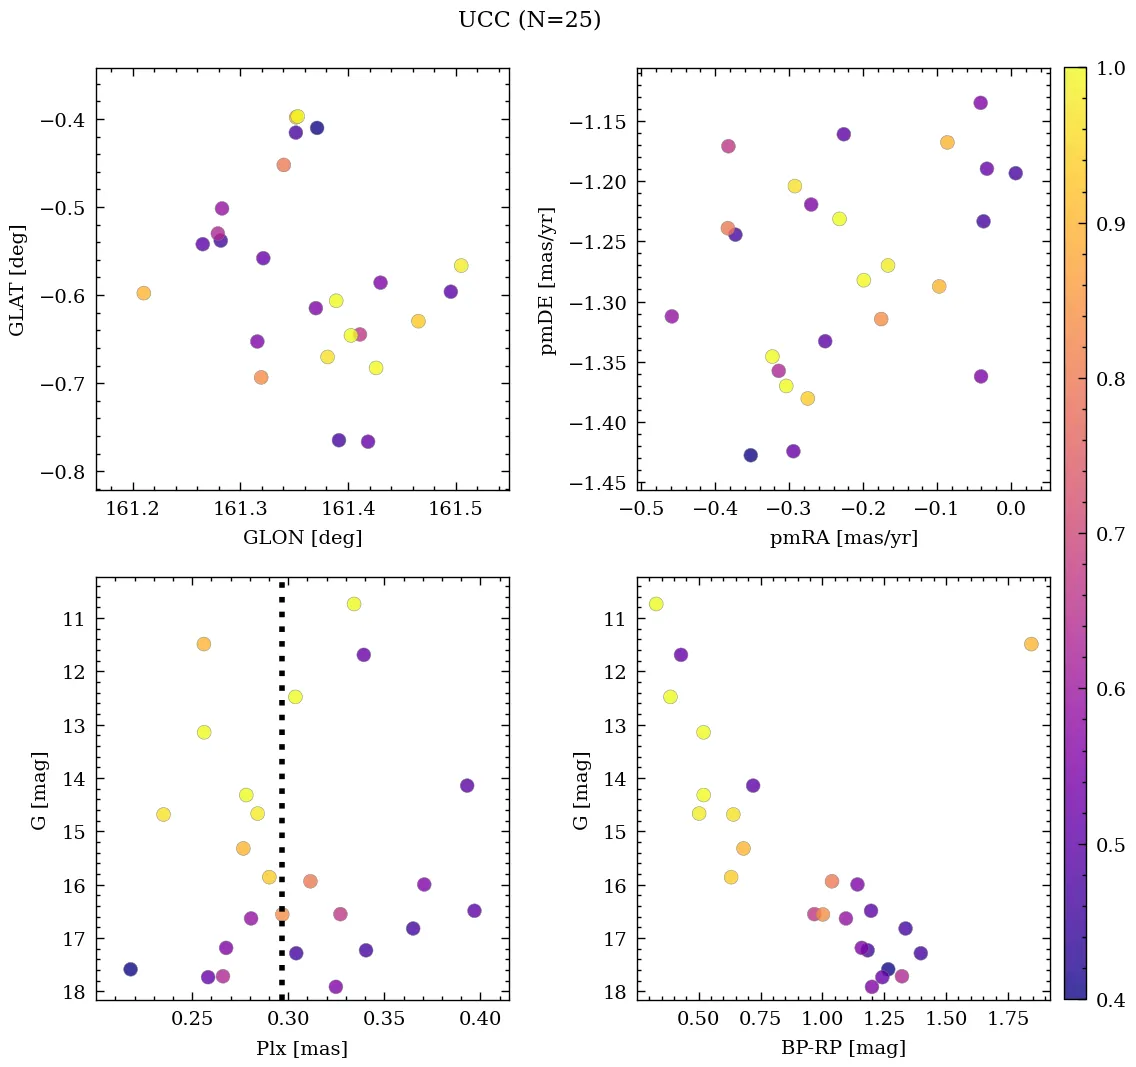 UCC (N=25)
−0.4
−0.5
−0.6
−0.7
−0.8
GLAT [deg]
161.2 161.3 161.4 161.5
GLON [deg]
−1.15
−1.20
−1.25
−1.30
−1.35
−1.40
−1.45
pmDE [mas/yr]
−0.5 −0.4 −0.3 −0.2 −0.1 0.0
pmRA [mas/yr]
11
12
13
14
15
16
17
18
G [mag]
0.25 0.30 0.35 0.40
Plx [mas]
11
12
13
14
15
16
17
18
G [mag]
0.50 0.75 1.00 1.25 1.50 1.75
BP-RP [mag]
1.0
0.9
0.8
0.7
0.6
0.5
0.4